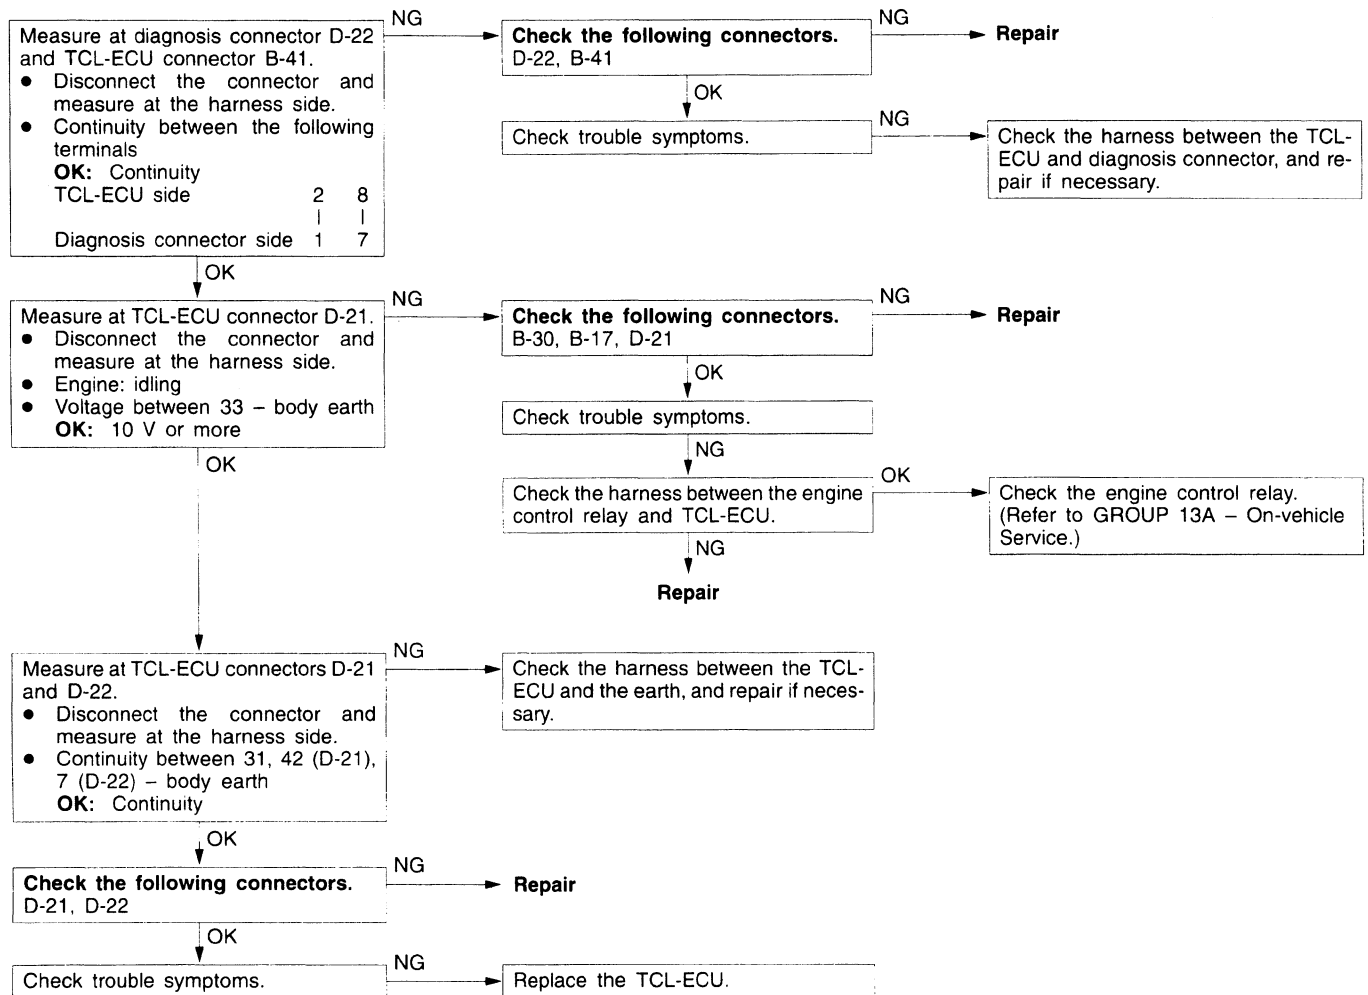 NG
NG
Measure at diagnosis connector D-22
and TCL-ECU connector B-41.
● Disconnect the connector and
measure at the harness side.
● Continuity between the following
terminals
OK: Continuity
TCL-ECU side 2 8
| |
Diagnosis connector side 1 7
Check the following connectors.
D-22, B-41
Repair
OK
NG
Check trouble symptoms.
Check the harness between the TCL-
ECU and diagnosis connector, and re-
pair if necessary.
OK
NG
NG
Measure at TCL-ECU connector D-21.
● Disconnect the connector and
measure at the harness side.
● Engine: idling
● Voltage between 33 – body earth
OK: 10 V or more
Check the following connectors.
B-30, B-17, D-21
Repair
OK
Check trouble symptoms.
OK
NG
OK
Check the harness between the engine
control relay and TCL-ECU.
Check the engine control relay.
(Refer to GROUP 13A – On-vehicle
Service.)
NG
Repair
NG
Measure at TCL-ECU connectors D-21
and D-22.
● Disconnect the connector and
measure at the harness side.
● Continuity between 31, 42 (D-21),
7 (D-22) – body earth
OK: Continuity
Check the harness between the TCL-
ECU and the earth, and repair if neces-
sary.
OK
NG
Check the following connectors.
D-21, D-22
Repair
OK
NG
Check trouble symptoms.
Replace the TCL-ECU.